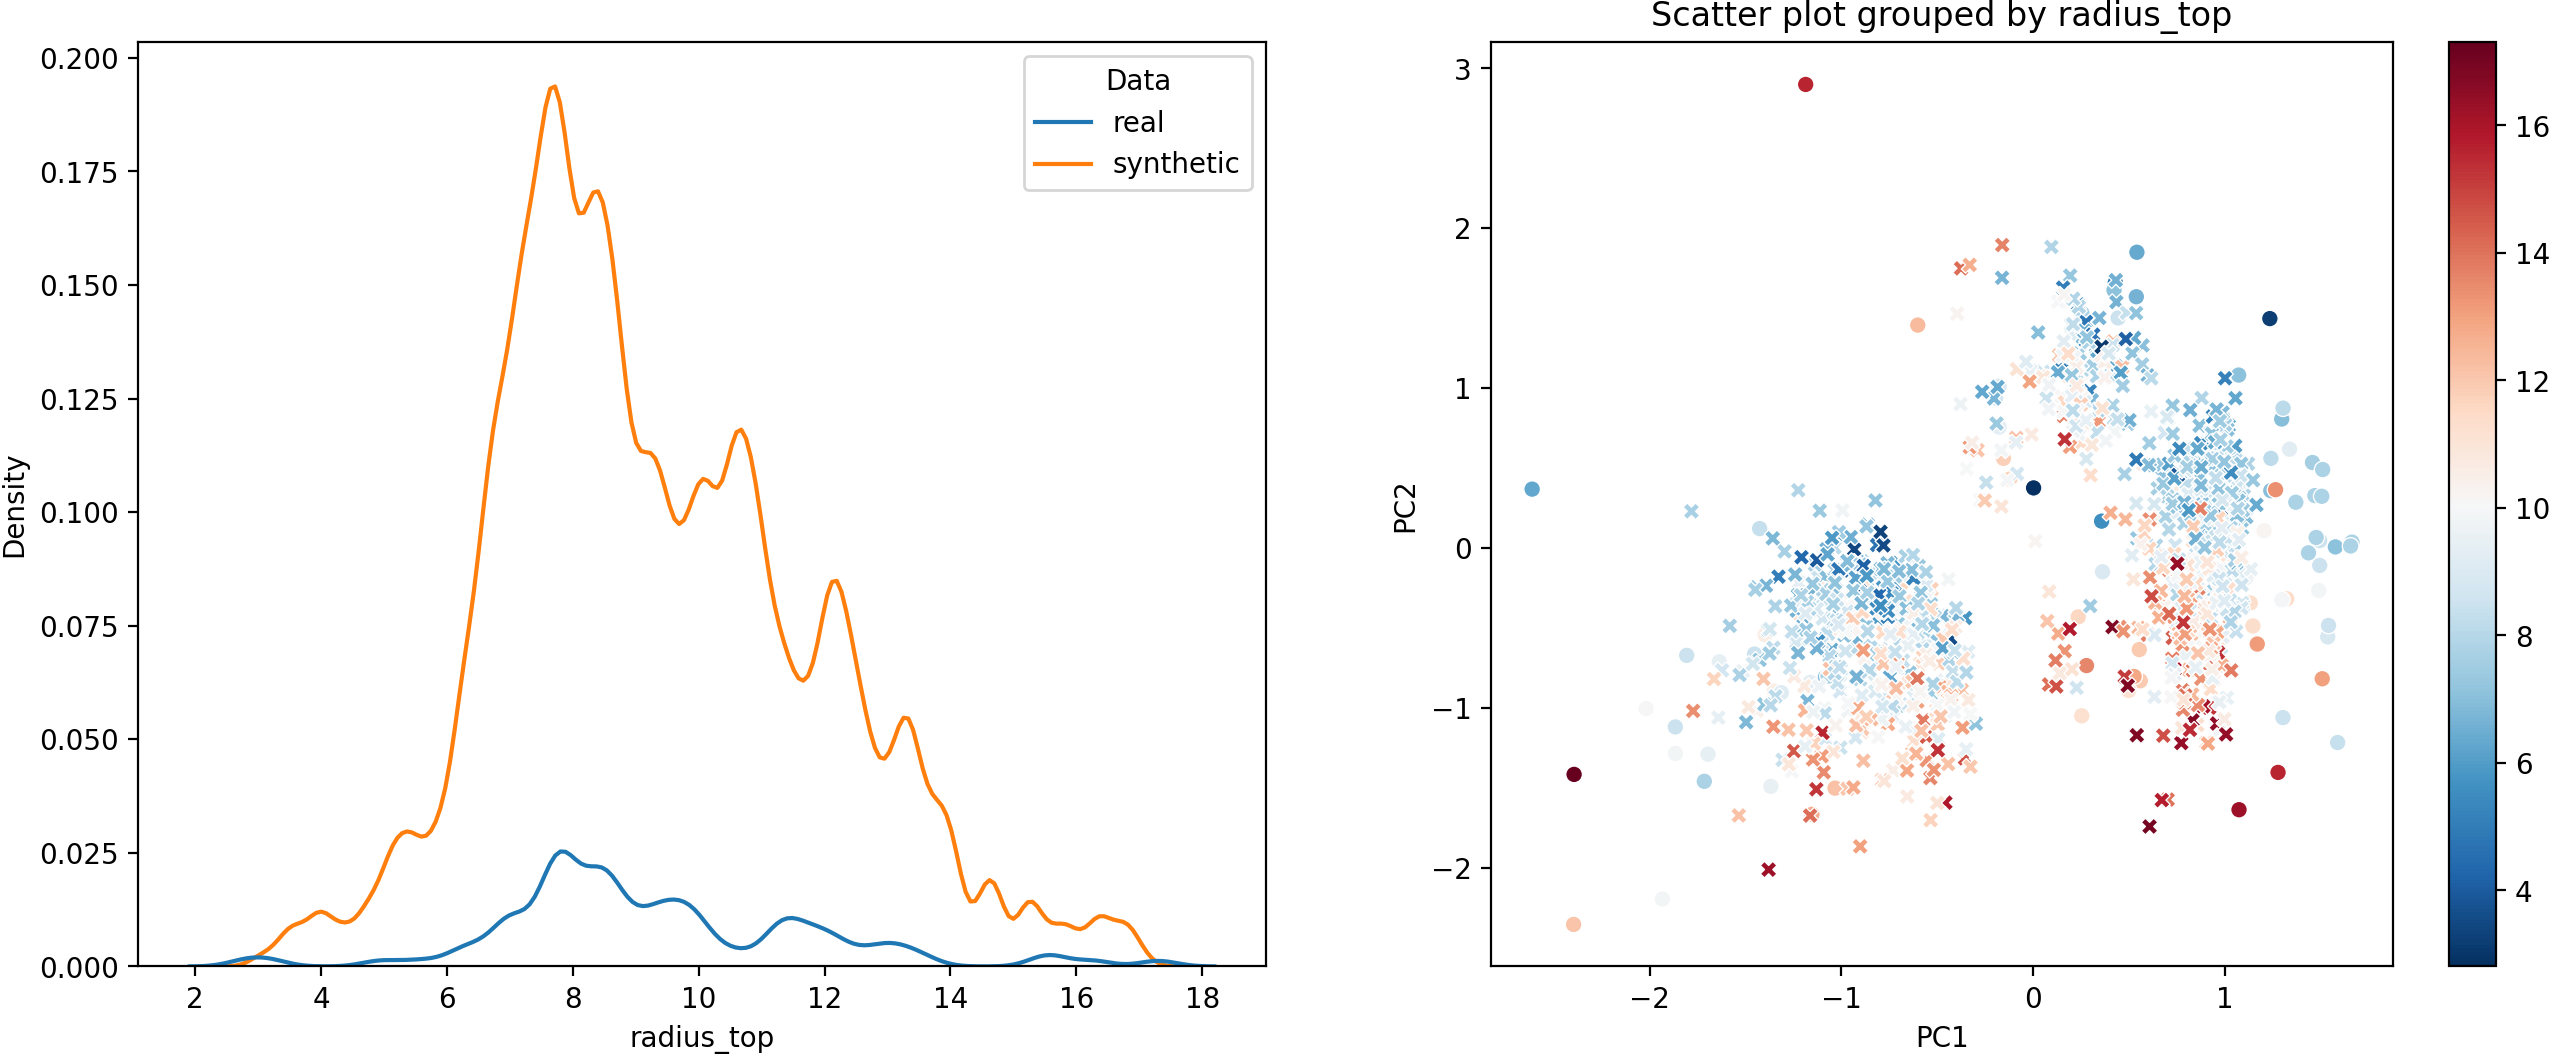 0.200
0.175
0.150
0.125
0.100
0.075
0.050
0.025
0.000
Density
2 4 6 8 10 12 14 16 18
radius_top
Data
real
synthetic
Scatter plot grouped by radius_top
3
2
1
0
−1
−2
PC2
−2 −1 0 1
PC1
16
14
12
10
8
6
4